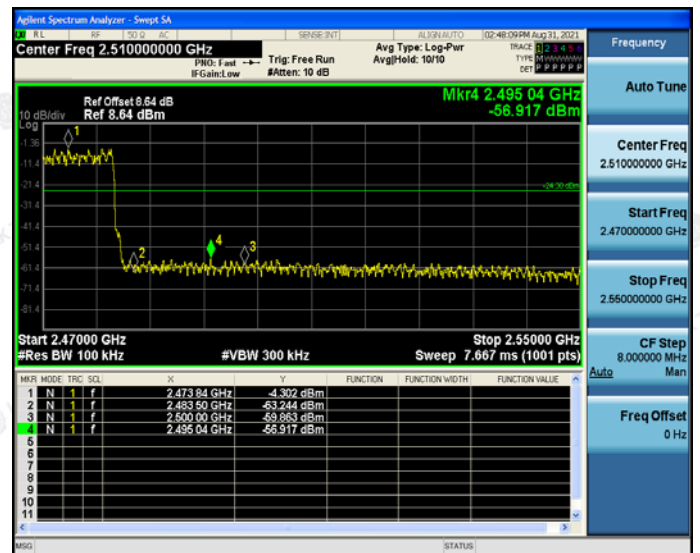 Agilent Spectrum Analyzer - Swept SA
RL RF 50 Ω AC SENSE:INT ALIGNAUTO 02:48:09PM Aug 31, 2021
Center Freq 2.510000000 GHz
PNO: Fast
IFGain:Low
Trig: Free Run
#Atten: 10 dB
Avg Type: Log-Pwr
Avg|Hold: 10/10
TRACE 1 2 3 4 5 6
TYPE MWWWWW
DET P P P P P P
Ref Offset 8.64 dB
10 dB/div Ref 8.64 dBm
Log
Mkr4 2.495 04 GHz
-56.917 dBm
-1.36
-11.4
-21.4
-31.4
-41.4
-51.4
-61.4
-71.4
-81.4
1
2
4
3
-24.30 dBm
Start 2.47000 GHz Stop 2.55000 GHz
#Res BW 100 kHz #VBW 300 kHz Sweep 7.667 ms (1001 pts)
MKR MODE TRC SCL X Y FUNCTION FUNCTION WIDTH FUNCTION VALUE
1 N 1 f 2.473 84 GHz -4.302 dBm
2 N 1 f 2.483 50 GHz -63.244 dBm
3 N 1 f 2.500 00 GHz -59.863 dBm
4 N 1 f 2.495 04 GHz -56.917 dBm
5
6
7
8
9
10
11
MSG STATUS
Frequency
Auto Tune
Center Freq
2.510000000 GHz
Start Freq
2.470000000 GHz
Stop Freq
2.550000000 GHz
CF Step
8.000000 MHz
Auto Man
Freq Offset
0 Hz